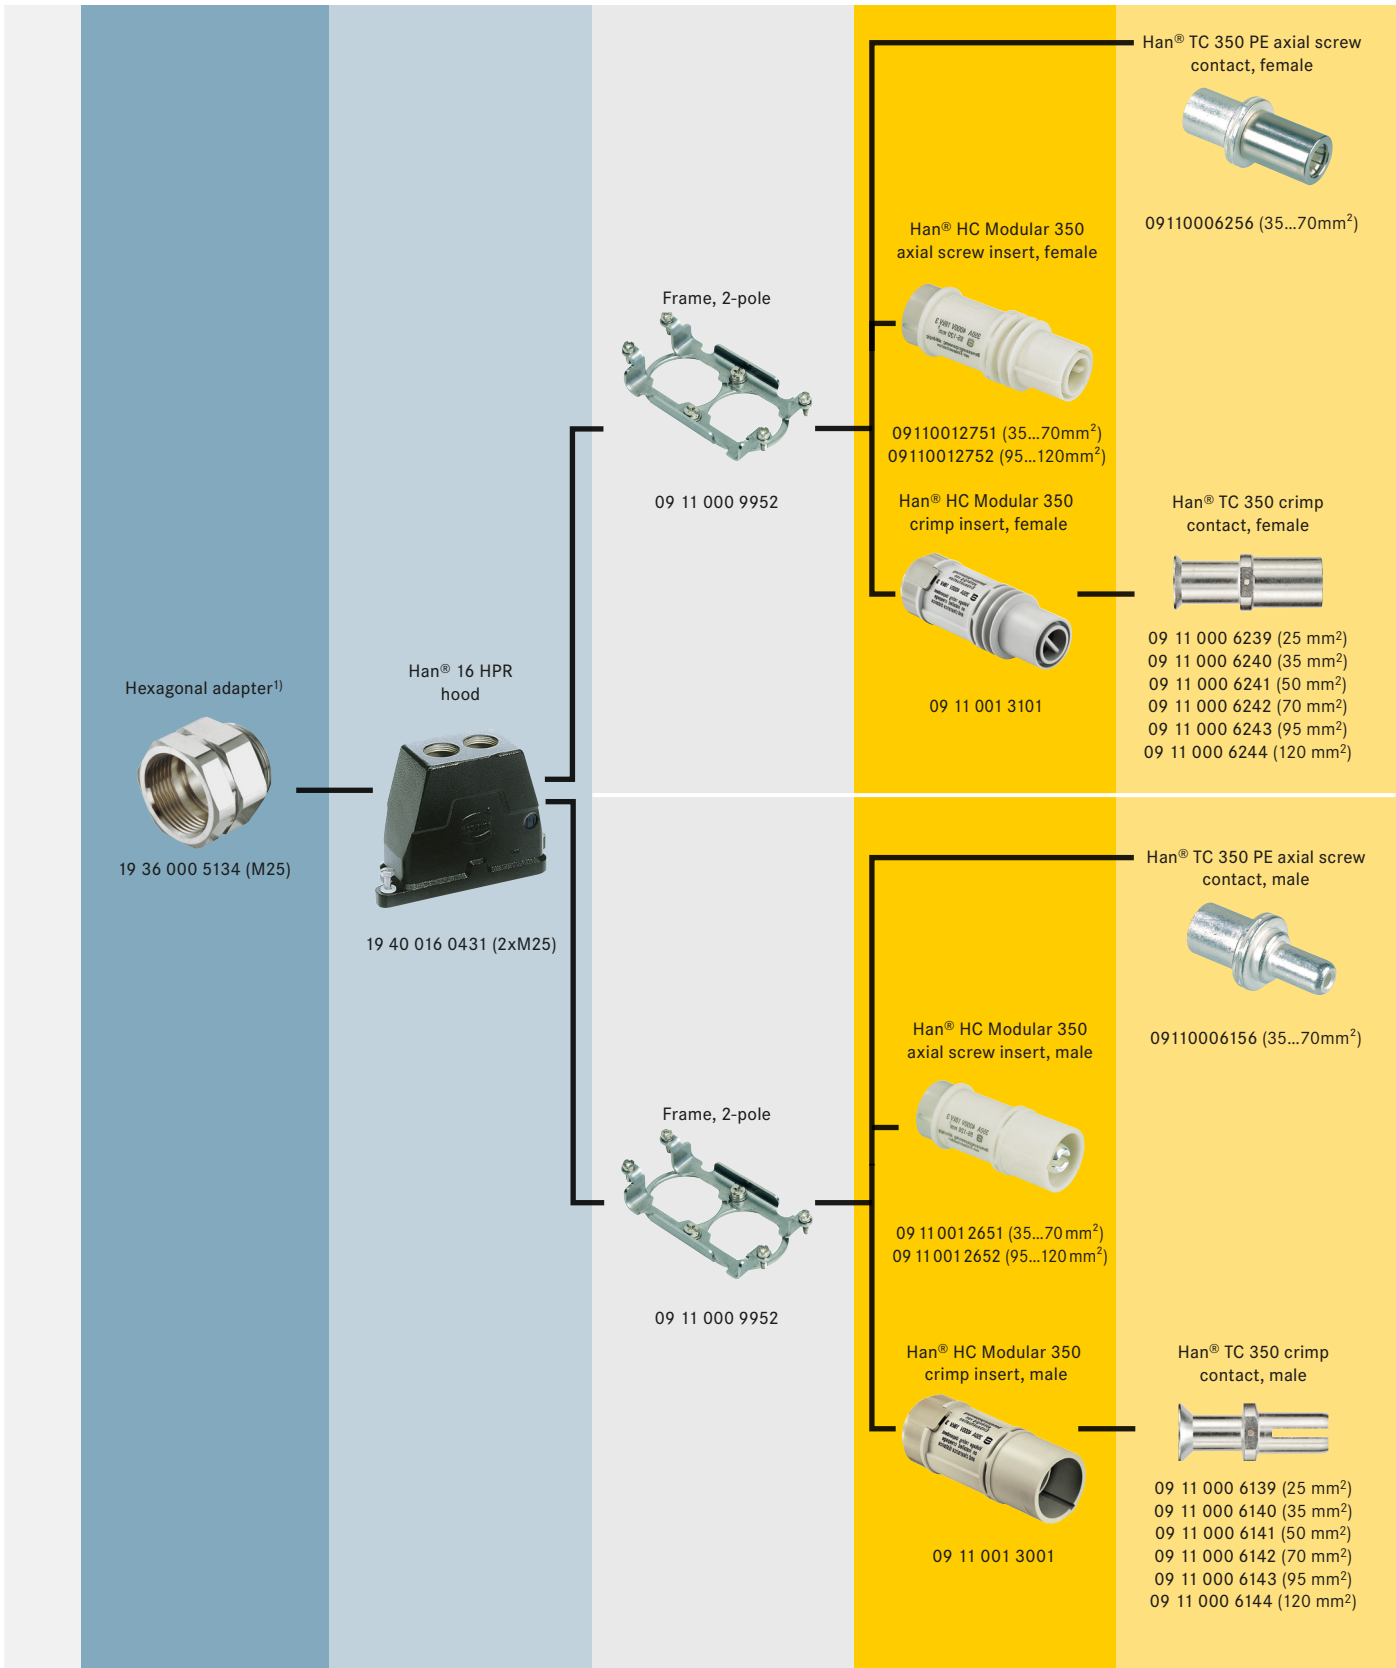 Hexagonal adapter1)
19 36 000 5134 (M25)
Han® 16 HPR
hood
19 40 016 0431 (2xM25)
Frame, 2-pole
09 11 000 9952
Han® TC 350 PE axial screw
contact, female
09110006256 (35...70mm²)
Han® HC Modular 350
axial screw insert, female
09110012751 (35...70mm²)
09110012752 (95...120mm²)
Han® HC Modular 350
crimp insert, female
09 11 001 3101
Han® TC 350 crimp
contact, female
09 11 000 6239 (25 mm²)
09 11 000 6240 (35 mm²)
09 11 000 6241 (50 mm²)
09 11 000 6242 (70 mm²)
09 11 000 6243 (95 mm²)
09 11 000 6244 (120 mm²)
Frame, 2-pole
09 11 000 9952
Han® TC 350 PE axial screw
contact, male
09110006156 (35...70mm²)
Han® HC Modular 350
axial screw insert, male
09 11 001 2651 (35...70 mm²)
09 11 001 2652 (95...120 mm²)
Han® HC Modular 350
crimp insert, male
09 11 001 3001
Han® TC 350 crimp
contact, male
09 11 000 6139 (25 mm²)
09 11 000 6140 (35 mm²)
09 11 000 6141 (50 mm²)
09 11 000 6142 (70 mm²)
09 11 000 6143 (95 mm²)
09 11 000 6144 (120 mm²)